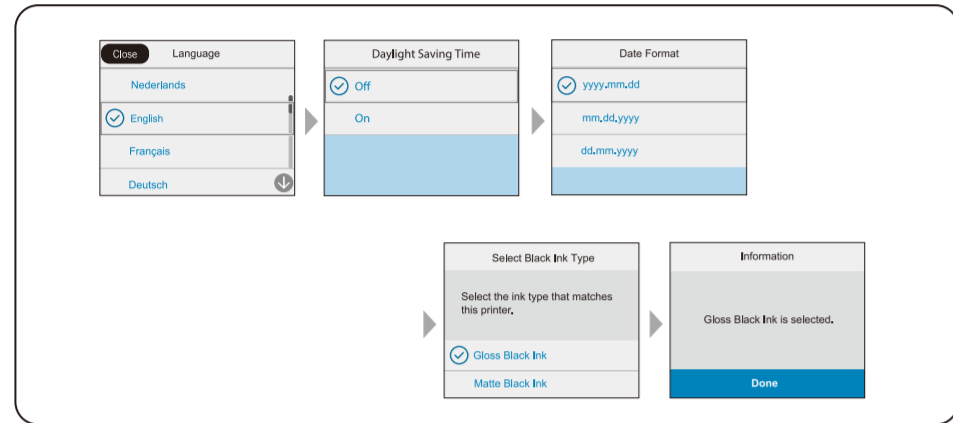 Close Language
Nederlands
English
Français
Deutsch
Daylight Saving Time
Off
On
Date Format
yyyy.mm.dd
mm.dd.yyyy
dd.mm.yyyy
Select Black Ink Type
Select the ink type that matches
this printer.
Gloss Black Ink
Matte Black Ink
Information
Gloss Black Ink is selected.
Done